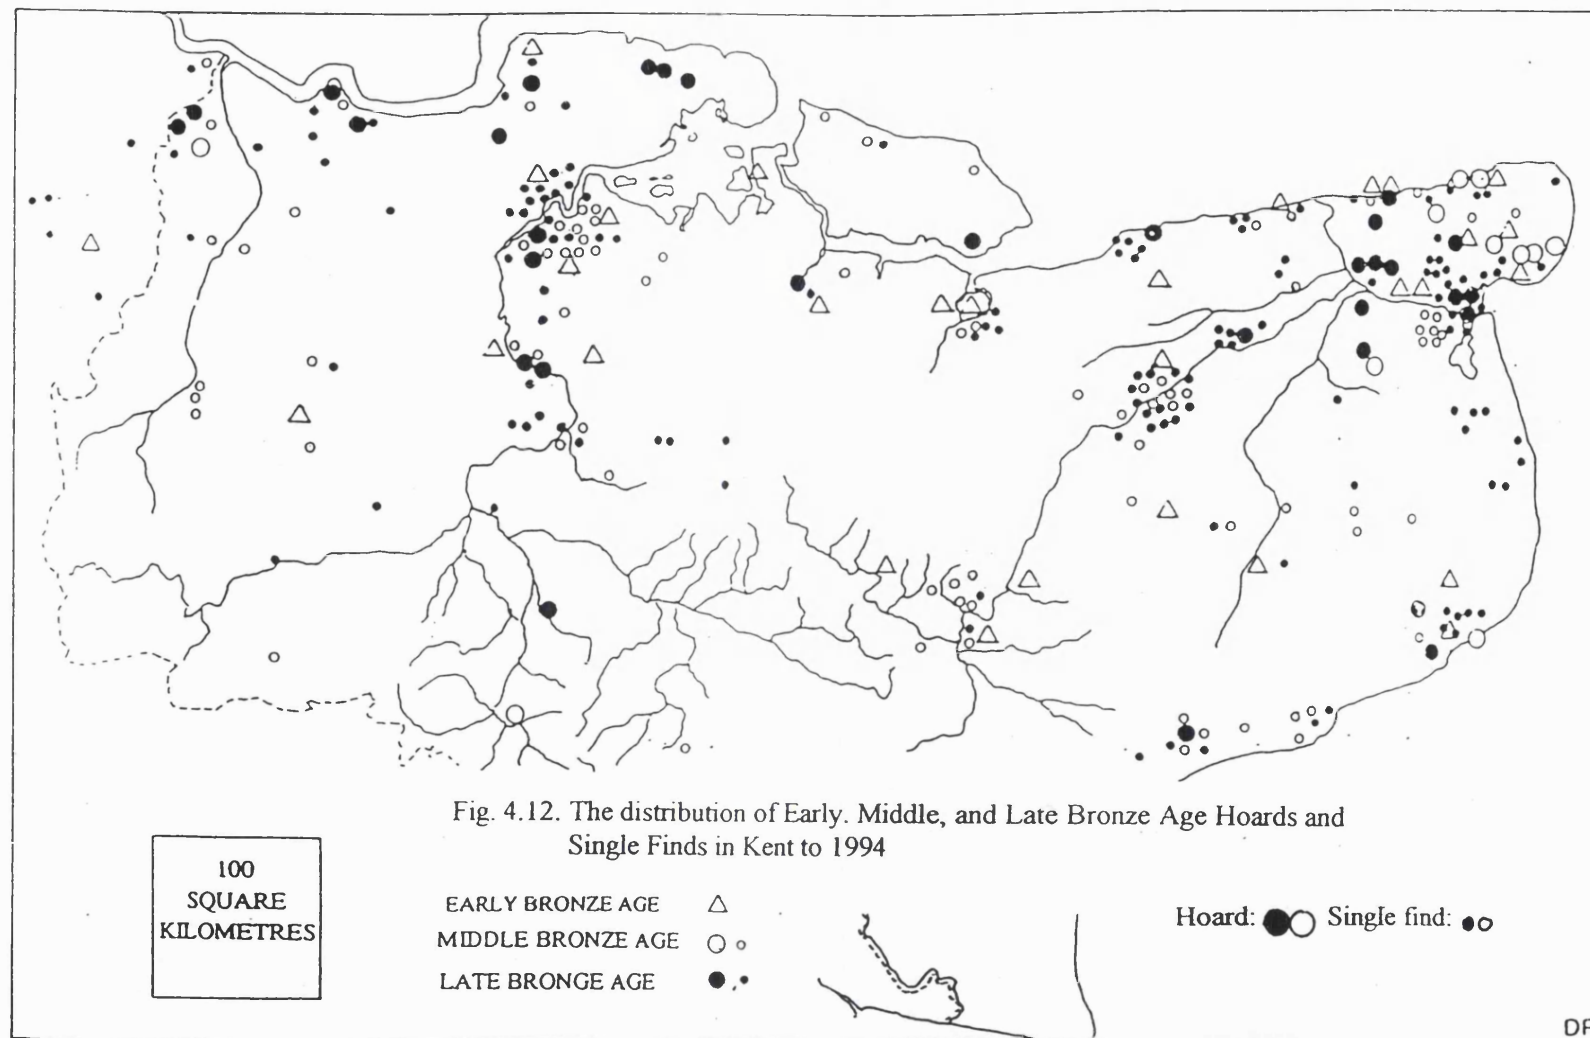 Fig. 4.12. The distribution of Early. Middle, and Late Bronze Age Hoards and
Single Finds in Kent to 1994
100
SQUARE
KILOMETRES
EARLY BRONZE AGE
MIDDLE BRONZE AGE
LATE BRONGE AGE
Hoard: Single find: